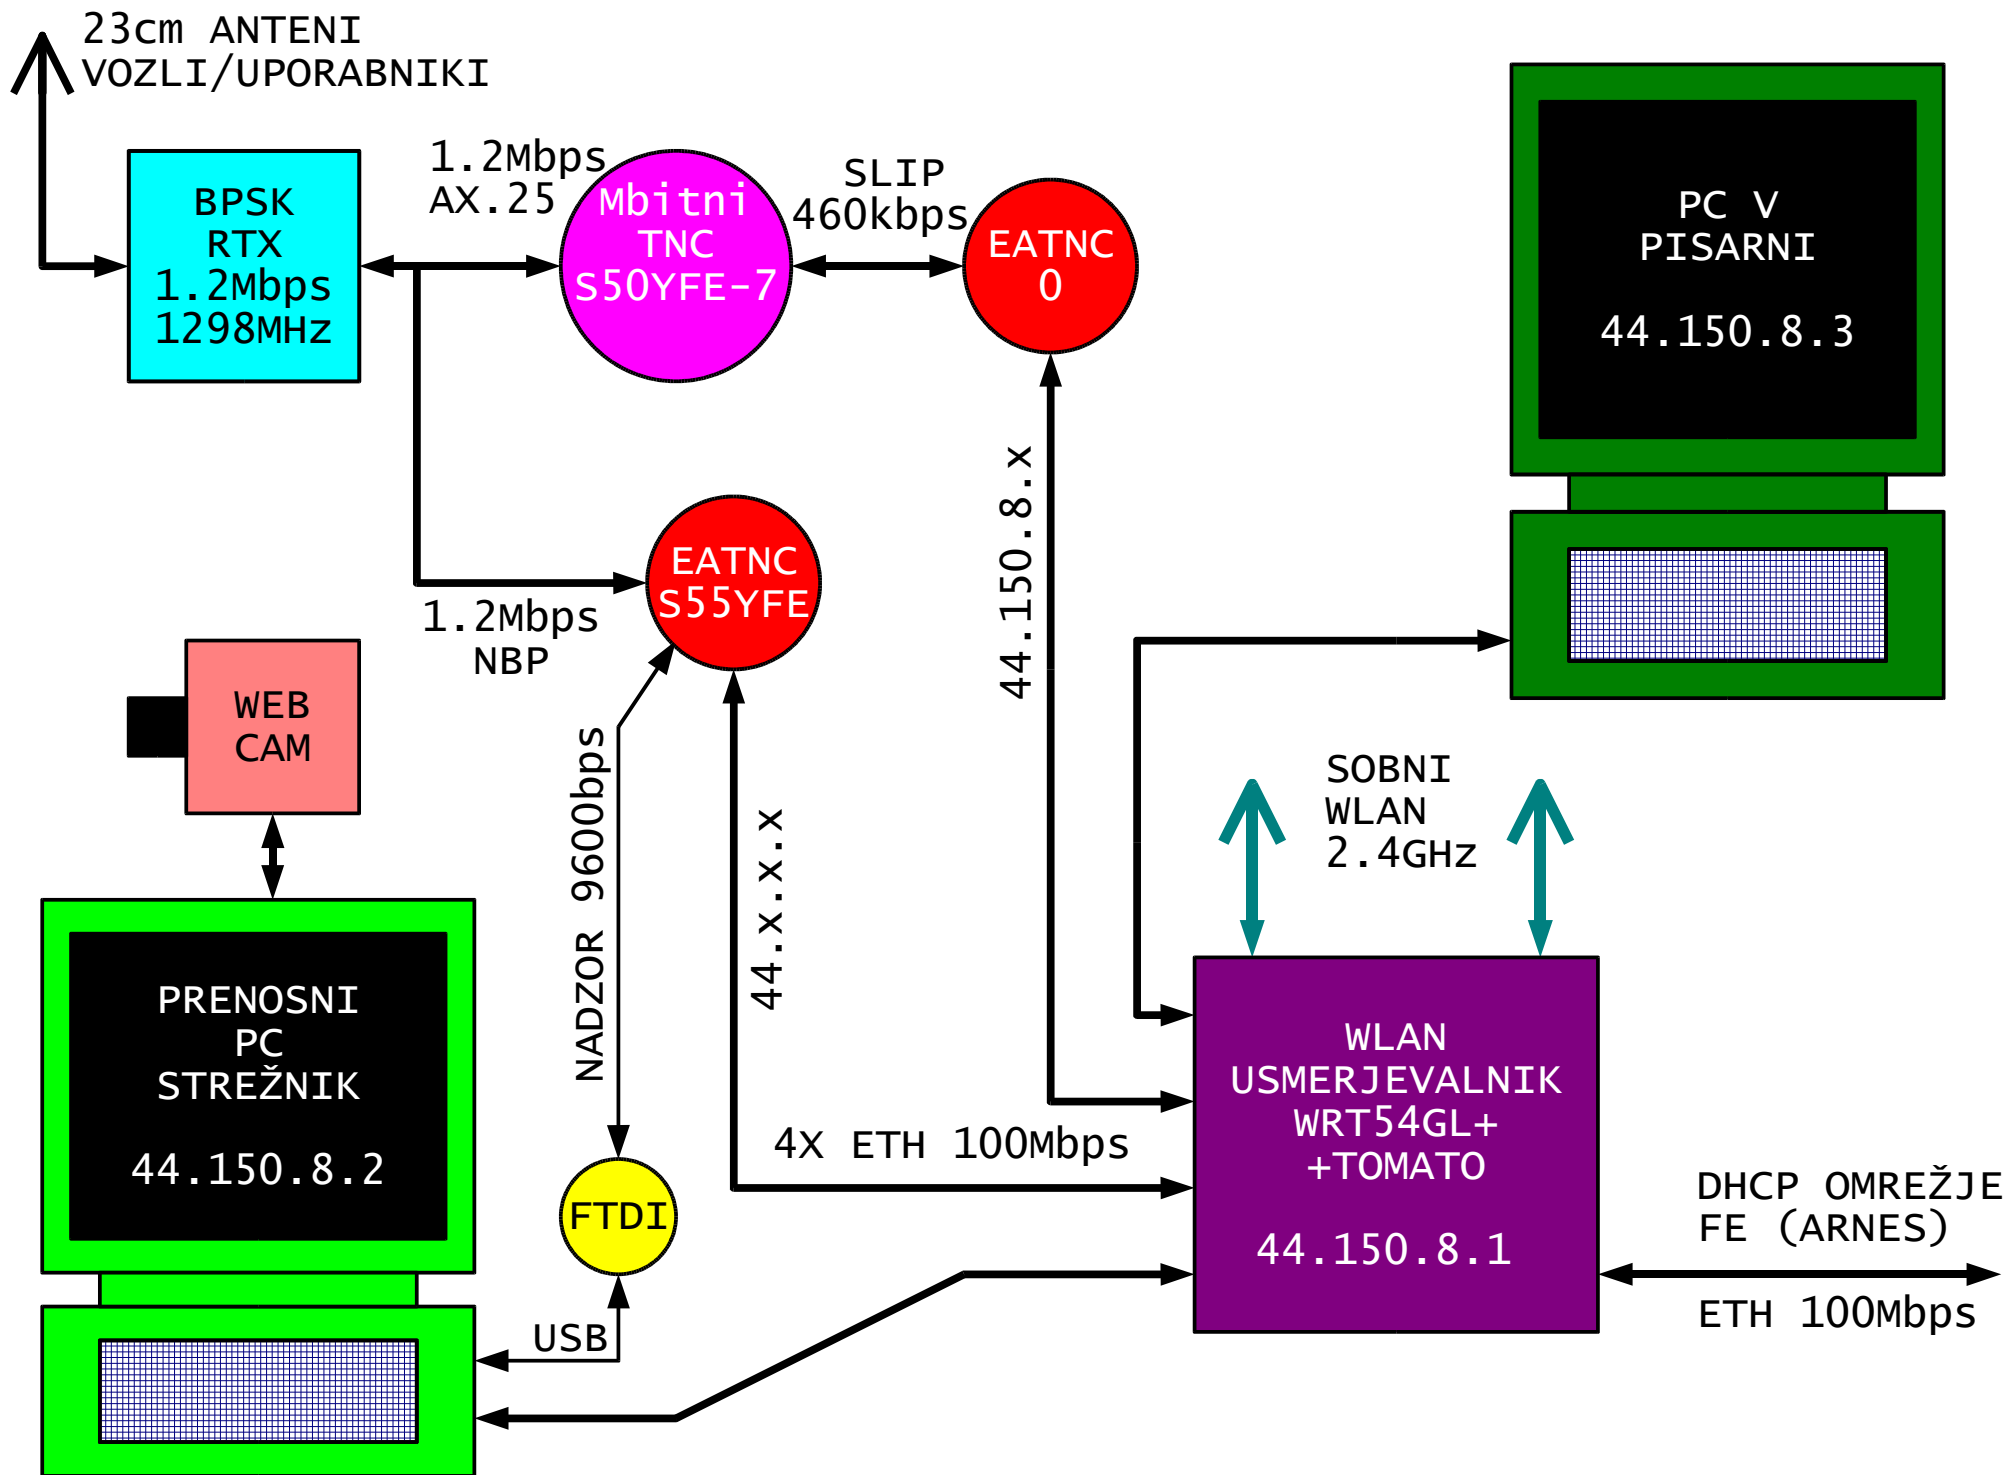 23cm ANTENI
VOZLI/UPORABNIKI
BPSK
RTX
1.2Mbps
1298MHz
1.2Mbps
AX.25
Mbitni
TNC
S50YFE-7
SLIP
460kbps
EATNC
0
PC V
PISARNI
44.150.8.3
44.150.8.x
EATNC
S55YFE
1.2Mbps
NBP
WEB
CAM
NADZOR 9600bps
44.x.x.x
SOBNI
WLAN
2.4GHz
PRENOSNI
PC
STREŽNIK
44.150.8.2
FTDI
USB
4X ETH 100Mbps
WLAN
USMERJEVALNIK
WRT54GL+
+TOMATO
44.150.8.1
DHCP OMREŽJE
FE (ARNES)
ETH 100Mbps